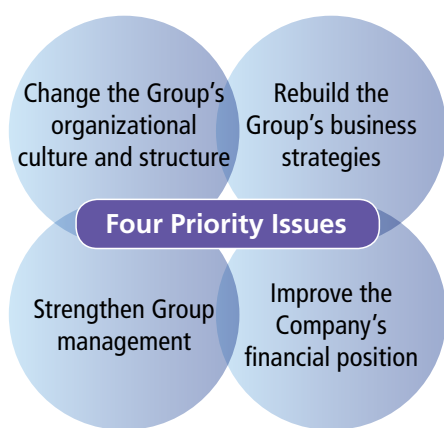 Change the Group's
organizational
culture and structure
Rebuild the
Group's business
strategies
Four Priority Issues
Strengthen Group
management
Improve the
Company's
financial position